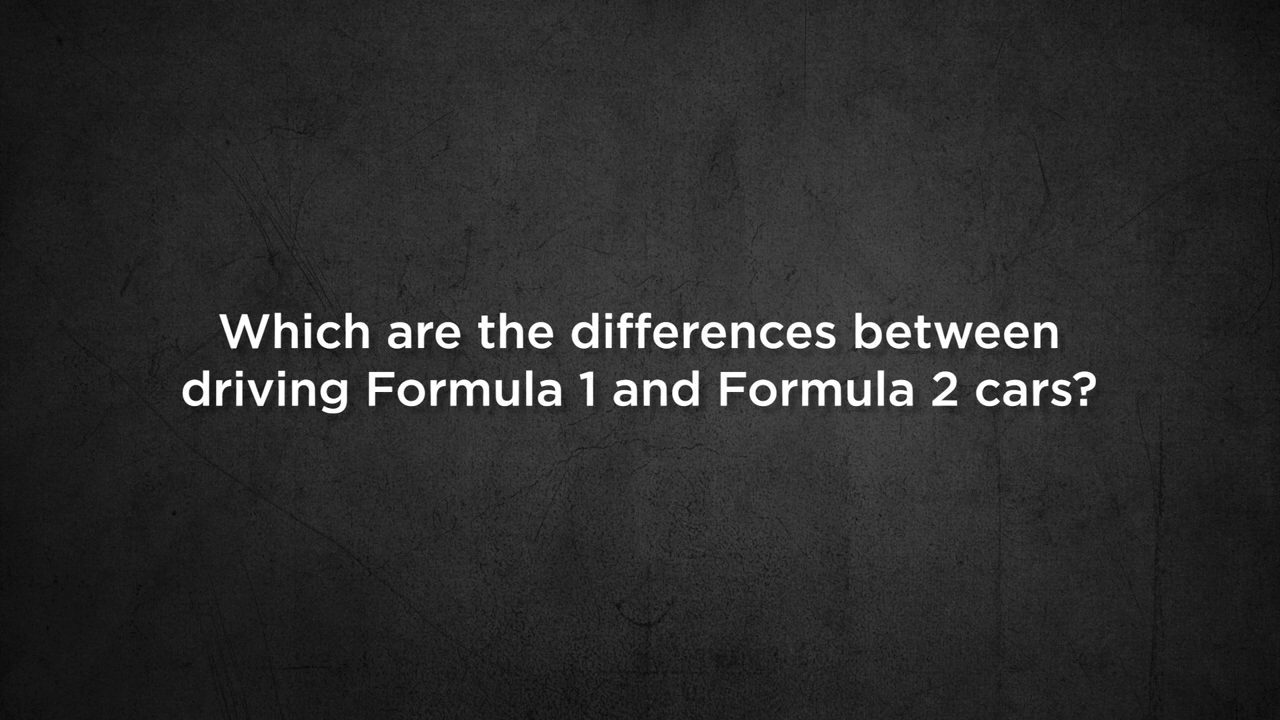 Which are the differences between
driving Formula 1 and Formula 2 cars?